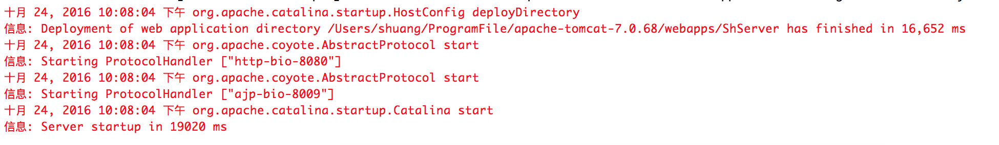 十月 24, 2016 10:08:04 下午 org.apache.catalina.startup.HostConfig deployDirectory
信息: Deployment of web application directory /Users/shuang/ProgramFile/apache-tomcat-7.0.68/webapps/ShServer has finished in 16,652 ms
十月 24, 2016 10:08:04 下午 org.apache.coyote.AbstractProtocol start
信息: Starting ProtocolHandler ["http-bio-8080"]
十月 24, 2016 10:08:04 下午 org.apache.coyote.AbstractProtocol start
信息: Starting ProtocolHandler ["ajp-bio-8009"]
十月 24, 2016 10:08:04 下午 org.apache.catalina.startup.Catalina start
信息: Server startup in 19020 ms